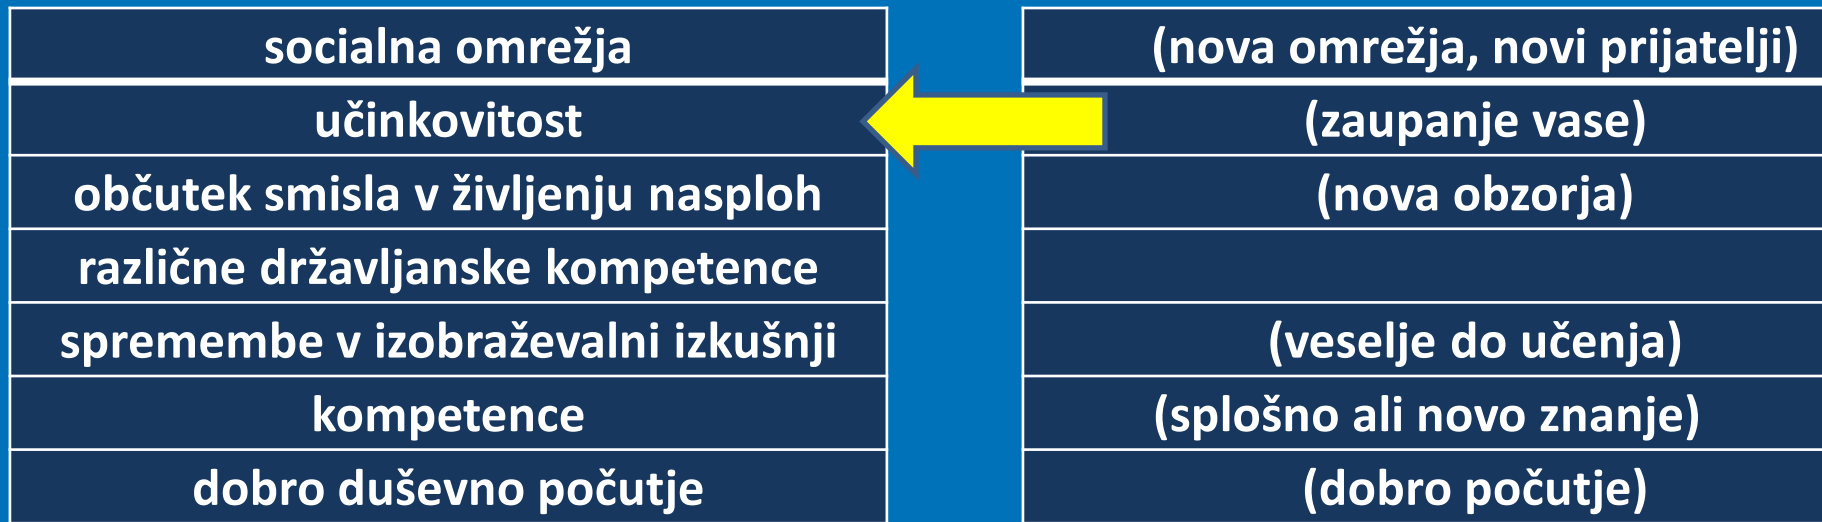 socialna omrežja
(nova omrežja, novi prijatelji)
učinkovitost
(zaupanje vase)
občutek smisla v življenju nasploh
(nova obzorja)
različne državljanske kompetence
spremembe v izobraževalni izkušnji
(veselje do učenja)
kompetence
(splošno ali novo znanje)
dobro duševno počutje
(dobro počutje)